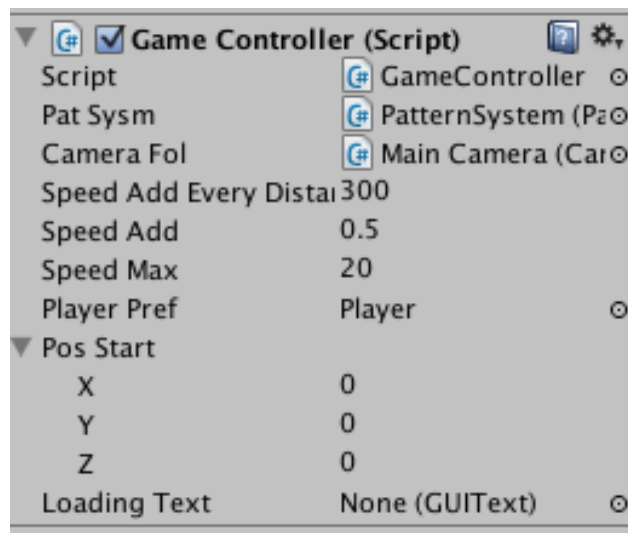 Game Controller (Script)
Script GameController
Pat Sysm PatternSystem (Pa
Camera Fol Main Camera (Car
Speed Add Every Distai 300
Speed Add 0.5
Speed Max 20
Player Pref Player
Pos Start
X 0
Y 0
Z 0
Loading Text None (GUIText)